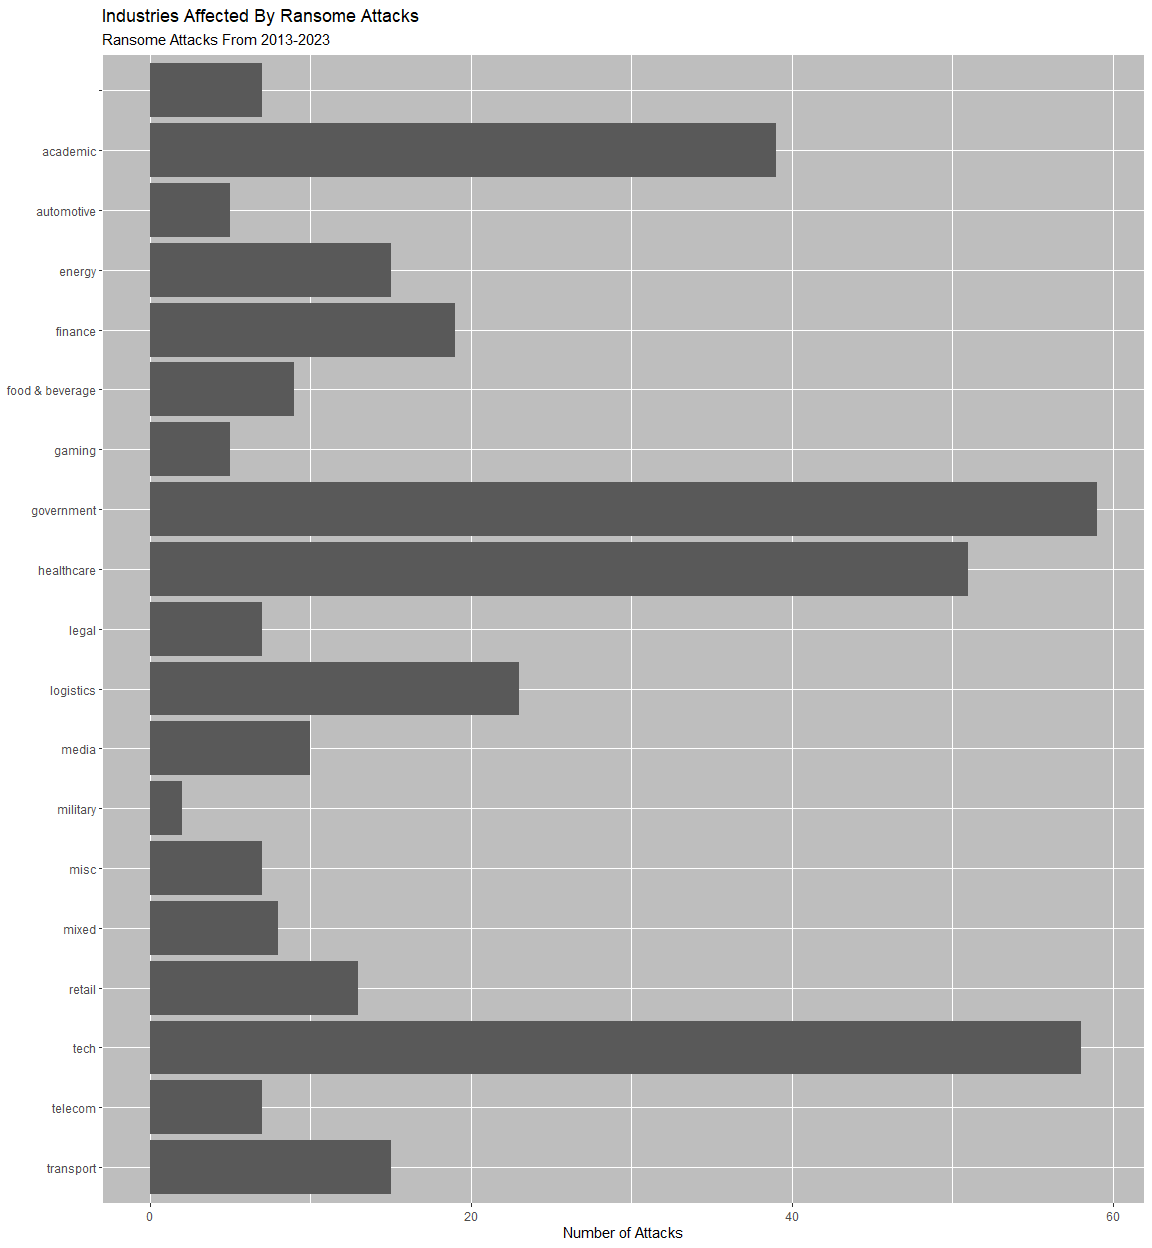 Industries Affected By Ransome Attacks
Ransome Attacks From 2013-2023
academic
automotive
energy
finance
food & beverage
gaming
government
healthcare
legal
logistics
media
military
misc
mixed
retail
tech
telecom
transport
0 20 40 60
Number of Attacks